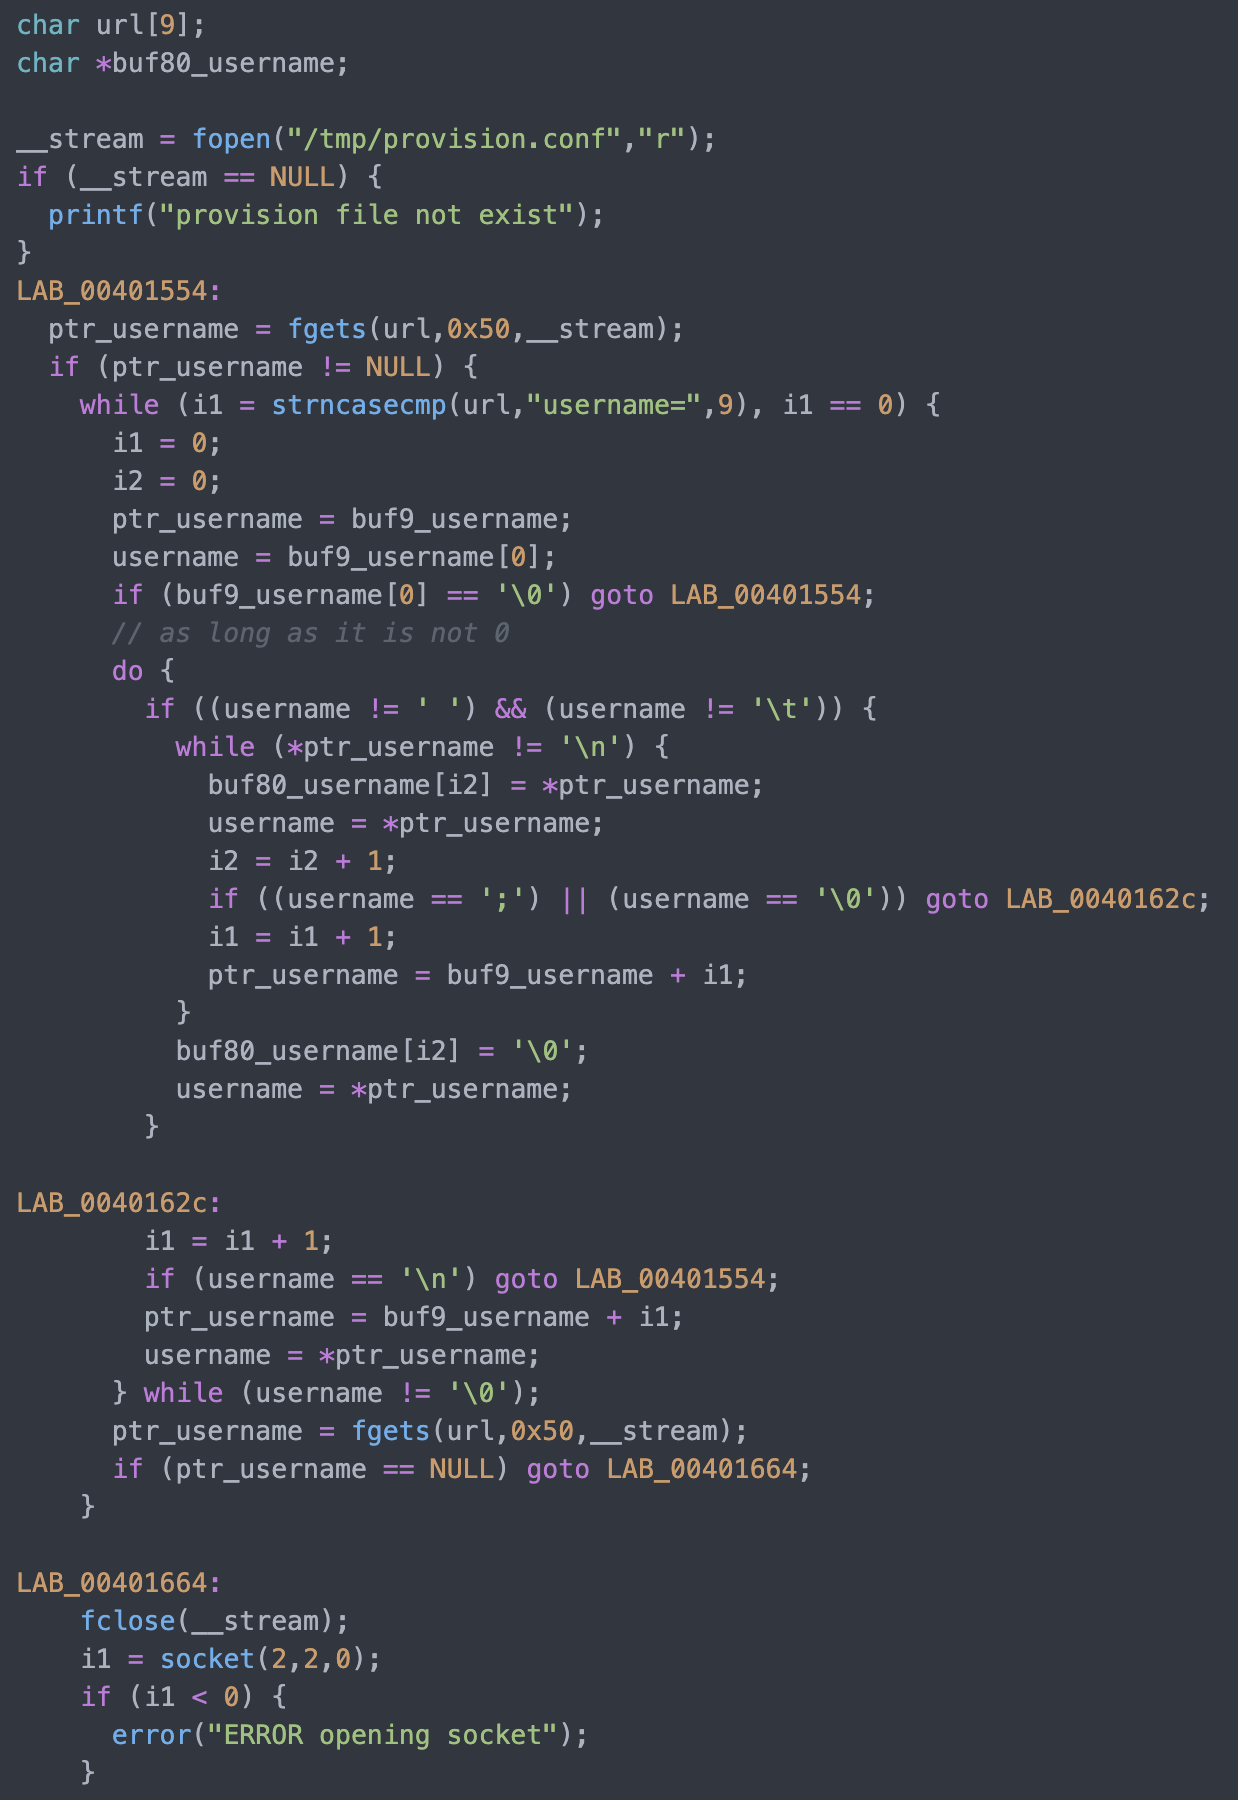 char url[9];
char *buf80_username;
__stream = fopen("/tmp/provision.conf","r");
if (__stream == NULL) {
  printf("provision file not exist");
}
LAB_00401554:
  ptr_username = fgets(url,0x50,__stream);
  if (ptr_username != NULL) {
    while (i1 = strncasecmp(url,"username=",9), i1 == 0) {
      i1 = 0;
      i2 = 0;
      ptr_username = buf9_username;
      username = buf9_username[0];
      if (buf9_username[0] == '\0') goto LAB_00401554;
      // as long as it is not 0
      do {
        if ((username != ' ') && (username != '\t')) {
          while (*ptr_username != '\n') {
            buf80_username[i2] = *ptr_username;
            username = *ptr_username;
            i2 = i2 + 1;
            if ((username == ';') || (username == '\0')) goto LAB_0040162c;
            i1 = i1 + 1;
            ptr_username = buf9_username + i1;
          }
          buf80_username[i2] = '\0';
          username = *ptr_username;
        }
LAB_0040162c:
        i1 = i1 + 1;
        if (username == '\n') goto LAB_00401554;
        ptr_username = buf9_username + i1;
        username = *ptr_username;
      } while (username != '\0');
      ptr_username = fgets(url,0x50,__stream);
      if (ptr_username == NULL) goto LAB_00401664;
    }
LAB_00401664:
    fclose(__stream);
    i1 = socket(2,2,0);
    if (i1 < 0) {
      error("ERROR opening socket");
    }